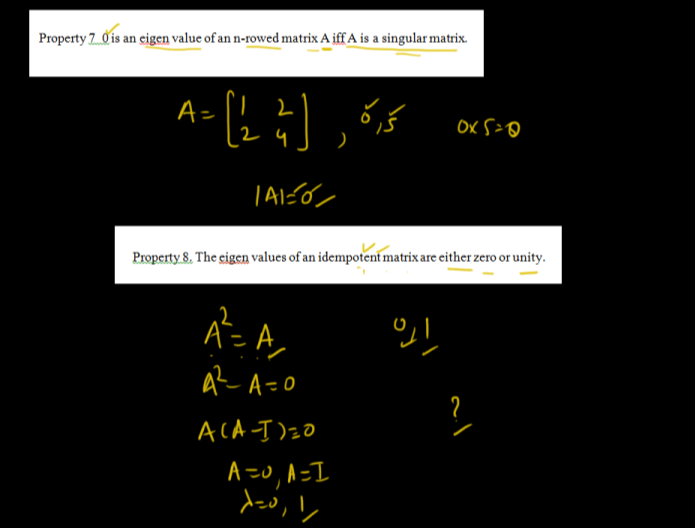 Property 7. 0 is an eigen value of an n-rowed matrix A iff A is a singular matrix.
A = [1 2
2 4] , 0, 5 0x5=0
|A|=0
Property 8. The eigen values of an idempotent matrix are either zero or unity.
A² = A 0, 1
A² - A = 0
A(A-I)=0 ?
A=0, A=I
λ=0, 1